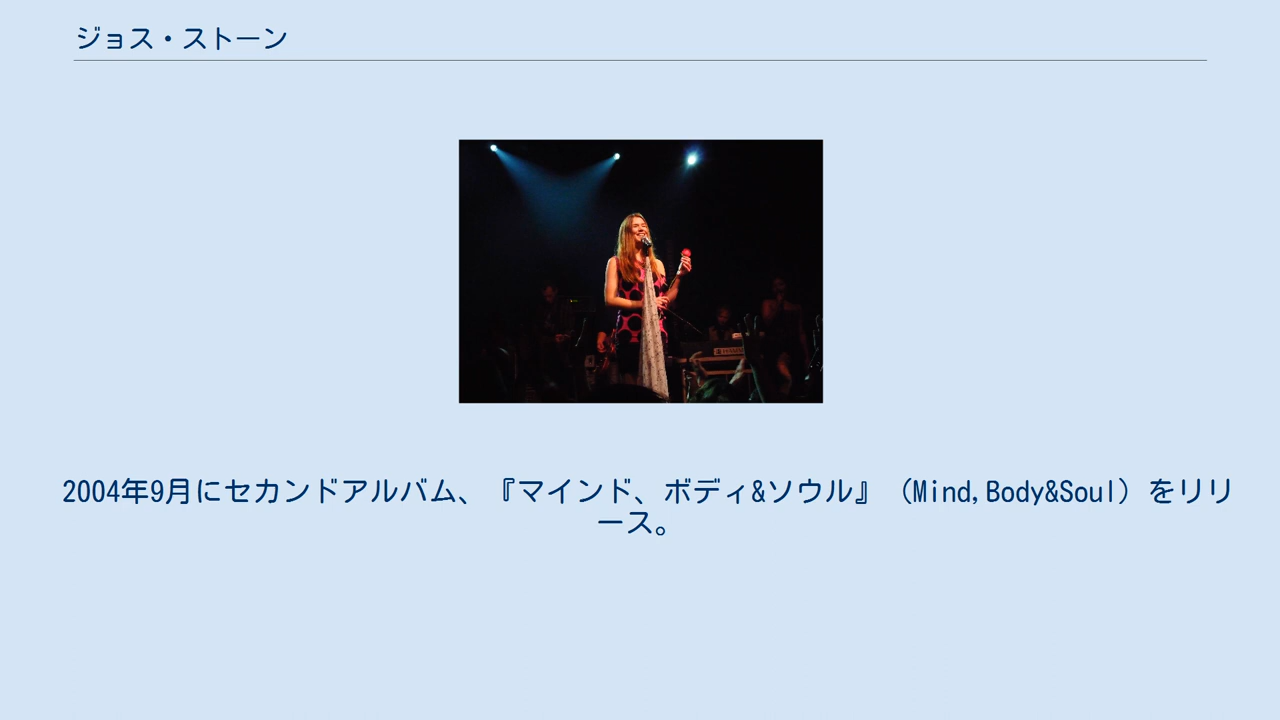 ジョス・ストーン
2004年9月にセカンドアルバム、『マインド、ボディ&ソウル』（Mind,Body&Soul）をリリ
ース。